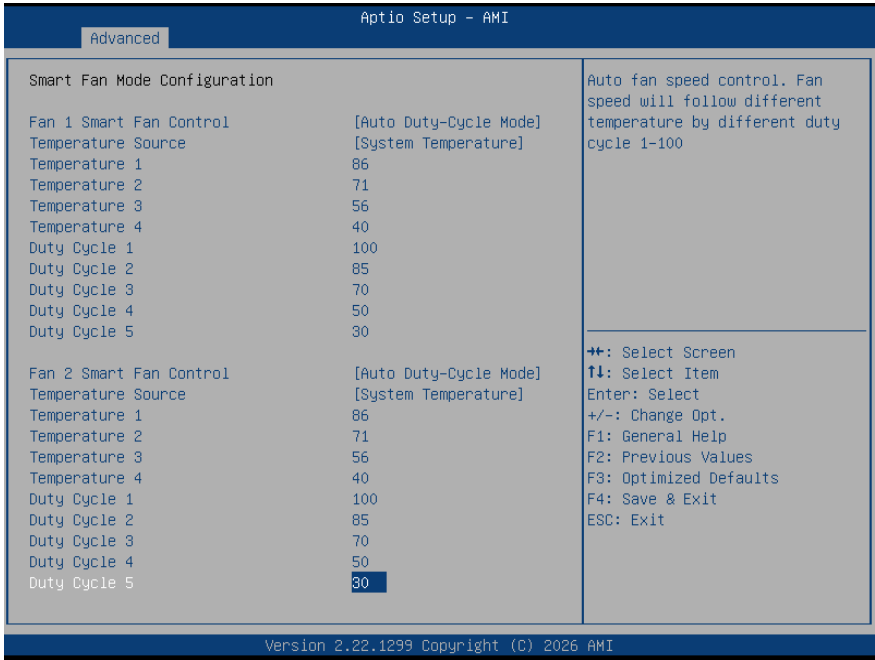 Aptio Setup – AMI
Advanced
Smart Fan Mode Configuration
Fan 1 Smart Fan Control [Auto Duty-Cycle Mode]
Temperature Source [System Temperature]
Temperature 1 86
Temperature 2 71
Temperature 3 56
Temperature 4 40
Duty Cycle 1 100
Duty Cycle 2 85
Duty Cycle 3 70
Duty Cycle 4 50
Duty Cycle 5 30
Fan 2 Smart Fan Control [Auto Duty-Cycle Mode]
Temperature Source [System Temperature]
Temperature 1 86
Temperature 2 71
Temperature 3 56
Temperature 4 40
Duty Cycle 1 100
Duty Cycle 2 85
Duty Cycle 3 70
Duty Cycle 4 50
Duty Cycle 5 30
Auto fan speed control. Fan
speed will follow different
temperature by different duty
cycle 1-100
→←: Select Screen
↑↓: Select Item
Enter: Select
+/-: Change Opt.
F1: General Help
F2: Previous Values
F3: Optimized Defaults
F4: Save & Exit
ESC: Exit
Version 2.22.1299 Copyright (C) 2026 AMI